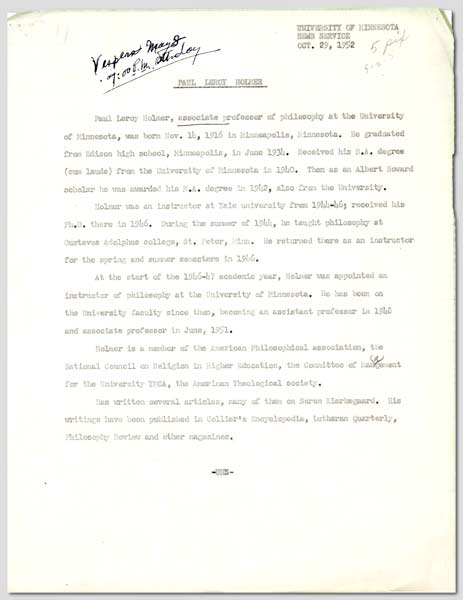 UNIVERSITY OF MINNESOTA
NEWS SERVICE
OCT. 29, 1952
5 pix
Vespers Mayo
7:00 P.M. Sunday
PAUL LEROY HOLMER
Paul Leroy Holmer, associate professor of philosophy at the University
of Minnesota, was born Nov. 14, 1916 in Minneapolis, Minnesota. He graduated
from Edison high school, Minneapolis, in June 1934. Received his B.A. degree
(cum laude) from the University of Minnesota in 1940. Then as an Albert Howard
scholar he was awarded his M.A. degree in 1942, also from the University.
Holmer was an instructor at Yale university from 1944-46; received his
Ph.D. there in 1946. During the summer of 1944, he taught philosophy at
Gustavus Adolphus college, St. Peter, Minn. He returned there as an instructor
for the spring and summer semesters in 1946.
At the start of the 1946-47 academic year, Holmer was appointed an
instructor of philosophy at the University of Minnesota. He has been on
the University faculty since then, becoming an assistant professor in 1948
and associate professor in June, 1951.
Holmer is a member of the American Philosophical association, the
National Council on Religion in Higher Education, the Committee of Management
for the University YMCA, the American Theological society.
Has written several articles, many of them on Soren Kierkegaard. His
writings have been published in Collier's Encyclopedia, Lutheran Quarterly,
Philosophy Review and other magazines.
-UNS-